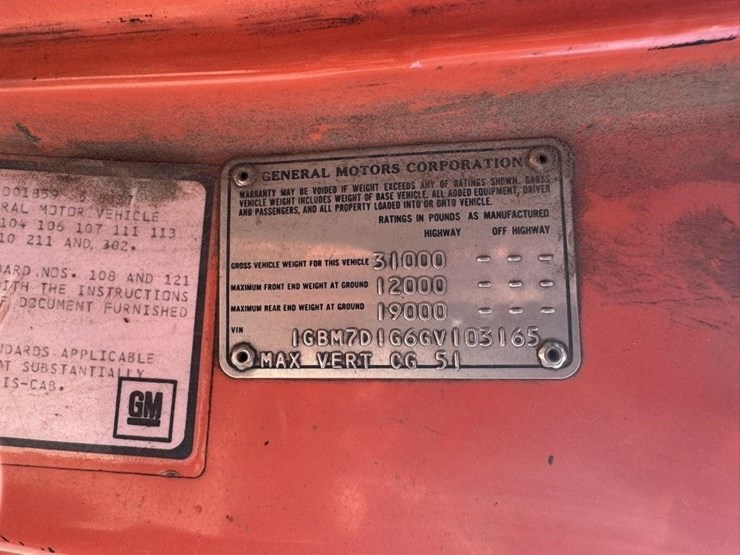 001839
RAL MOTOR VEHICLE
104 106 107 111 113
10 211 AND 302.
ARD NOS. 108 AND 121
ITH THE INSTRUCTIONS
F DOCUMENT FURNISHED
NDARDS APPLICABLE
AT SUBSTANTIALLY
IS-CAB.
GM
GENERAL MOTORS CORPORATION
WARRANTY MAY BE VOIDED IF WEIGHT EXCEEDS ANY OF RATINGS SHOWN. GROSS
VEHICLE WEIGHT INCLUDES WEIGHT OF BASE VEHICLE, ALL ADDED EQUIPMENT, DRIVER
AND PASSENGERS, AND ALL PROPERTY LOADED INTO OR ONTO VEHICLE.
RATINGS IN POUNDS AS MANUFACTURED
HIGHWAY OFF HIGHWAY
GROSS VEHICLE WEIGHT FOR THIS VEHICLE 31000 - - -
MAXIMUM FRONT END WEIGHT AT GROUND 12000 - - -
MAXIMUM REAR END WEIGHT AT GROUND 19000 - - -
VIN 1GBM7D1G6GV103165
MAX VERT CG 51